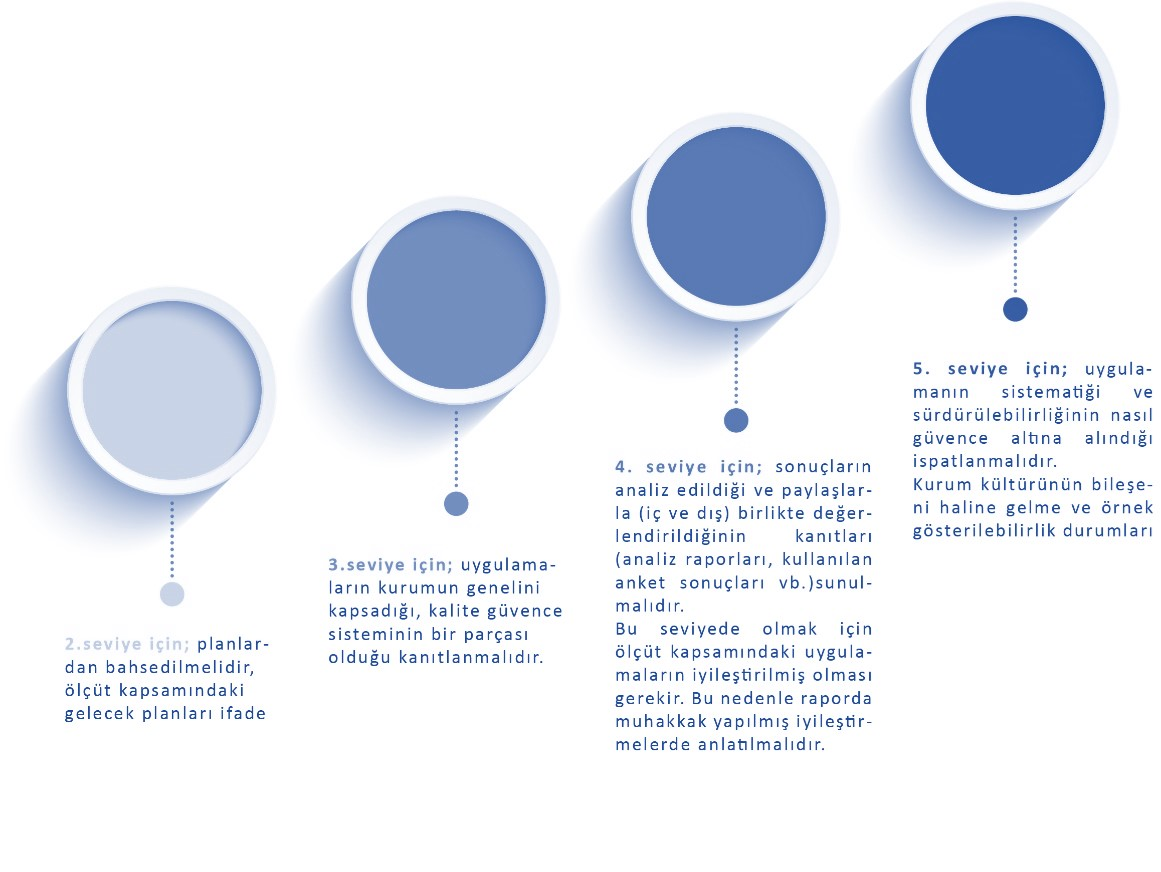 2.seviye için; planlar-
dan bahsedilmelidir,
ölçüt kapsamındaki
gelecek planları ifade
3.seviye için; uygulama-
ların kurumun genelini
kapsadığı, kalite güvence
sisteminin bir parçası
olduğu kanıtlanmalıdır.
4. seviye için; sonuçların
analiz edildiği ve paylaşlar-
la (iç ve dış) birlikte değer-
lendirildiğinin kanıtları
(analiz raporları, kullanılan
anket sonuçları vb.)sunul-
malıdır.
Bu seviyede olmak için
ölçüt kapsamındaki uygula-
maların iyileştirilmiş olması
gerekir. Bu nedenle raporda
muhakkak yapılmış iyileştir-
melerde anlatılmalıdır.
5. seviye için; uygula-
manın sistematiği ve
sürdürülebilirliğinin nasıl
güvence altına alındığı
ispatlanmalıdır.
Kurum kültürünün bileşe-
ni haline gelme ve örnek
gösterilebilirlik durumları